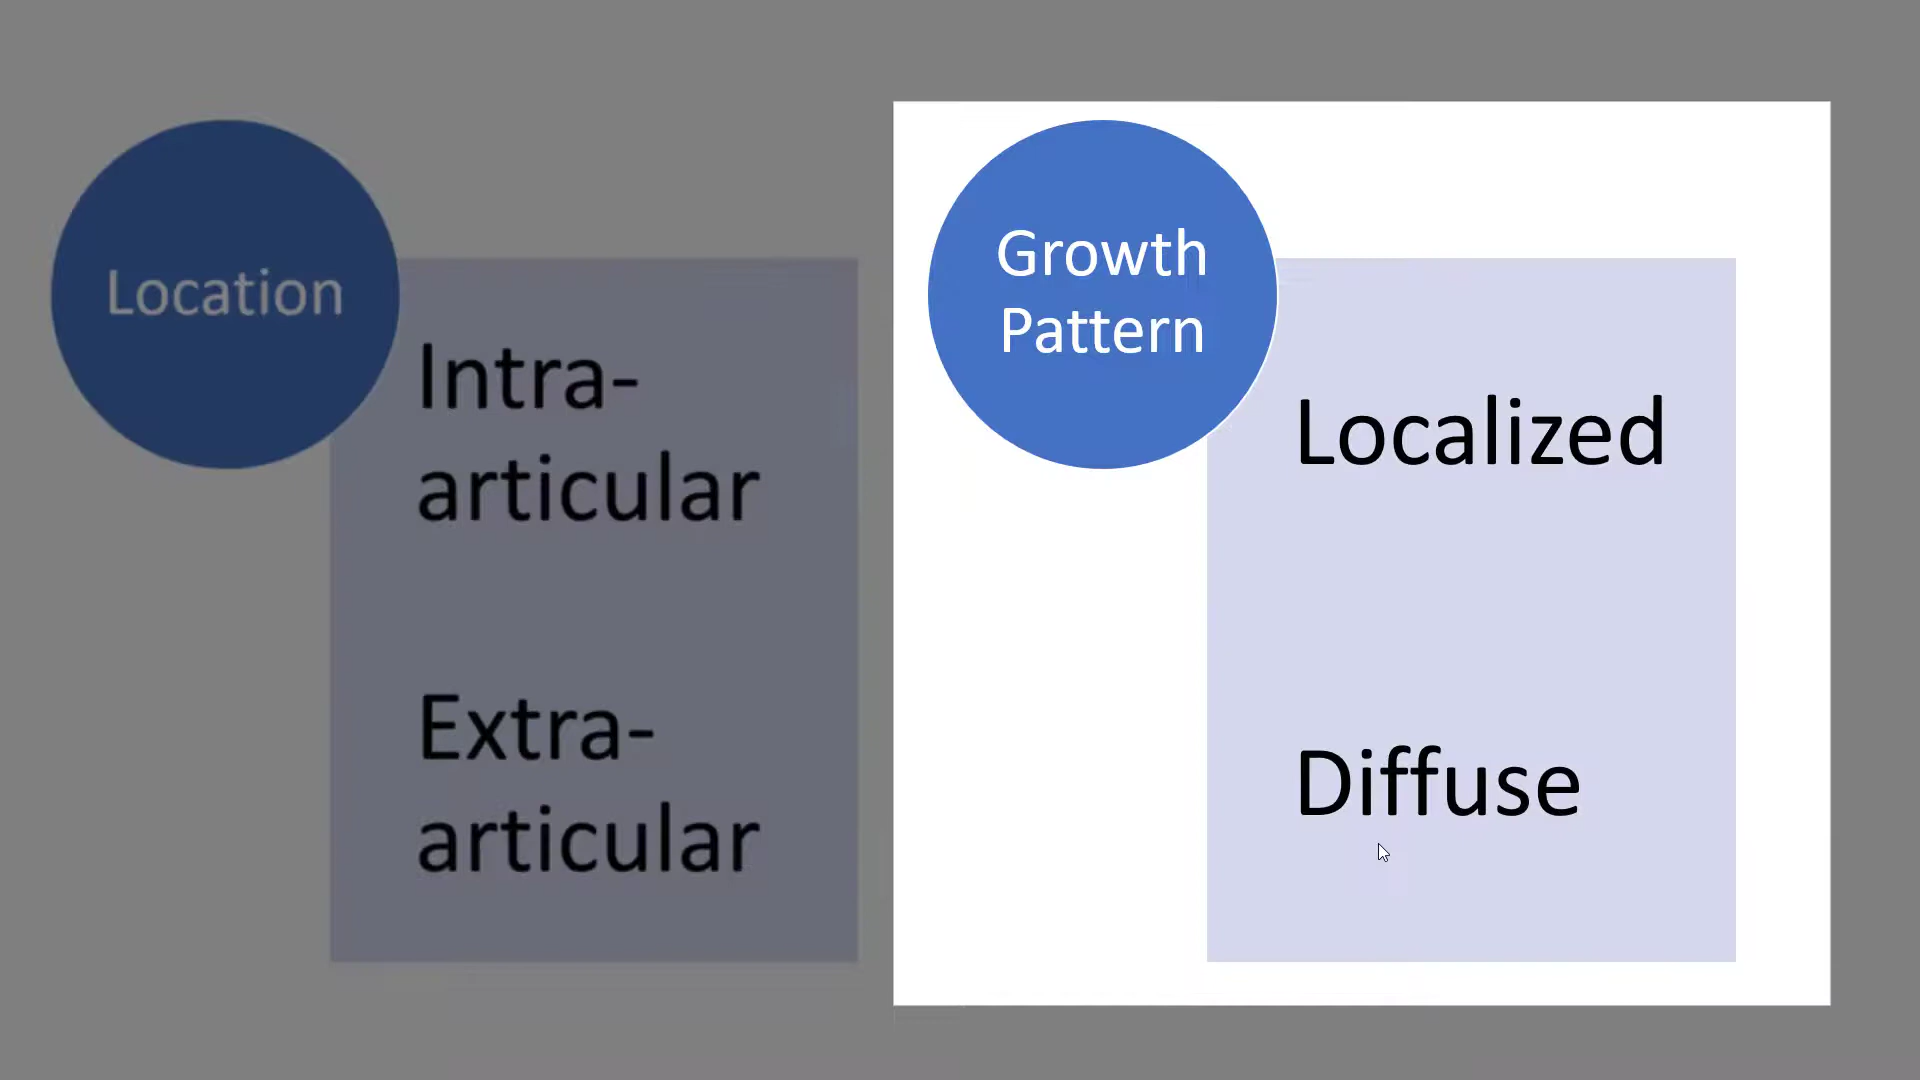 Location
Intra-
articular
Extra-
articular
Growth
Pattern
Localized
Diffuse